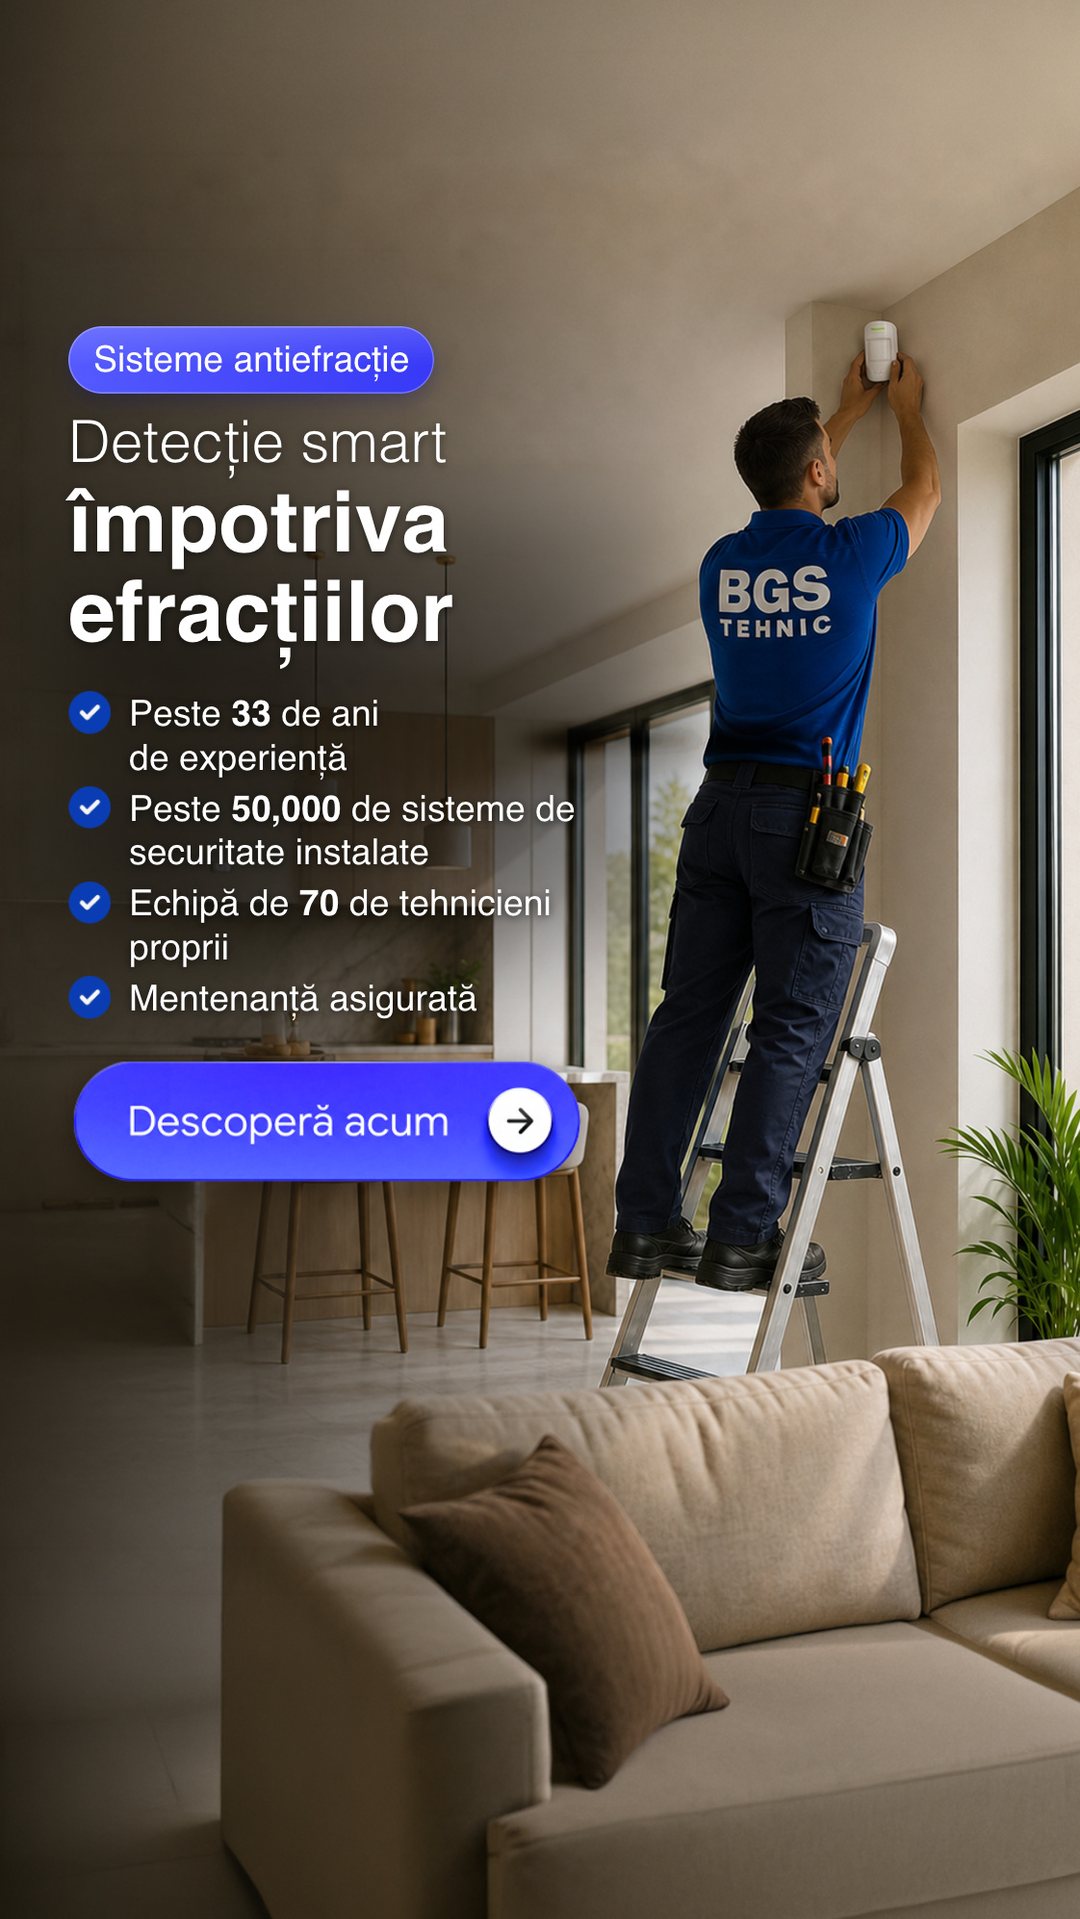 Sisteme antiefracție
Detecție smart
împotriva
efracțiilor
Peste 33 de ani
de experiență
Peste 50,000 de sisteme de
securitate instalate
Echipă de 70 de tehnicieni
proprii
Mentenanță asigurată
Descoperă acum
BGS
TEHNIC